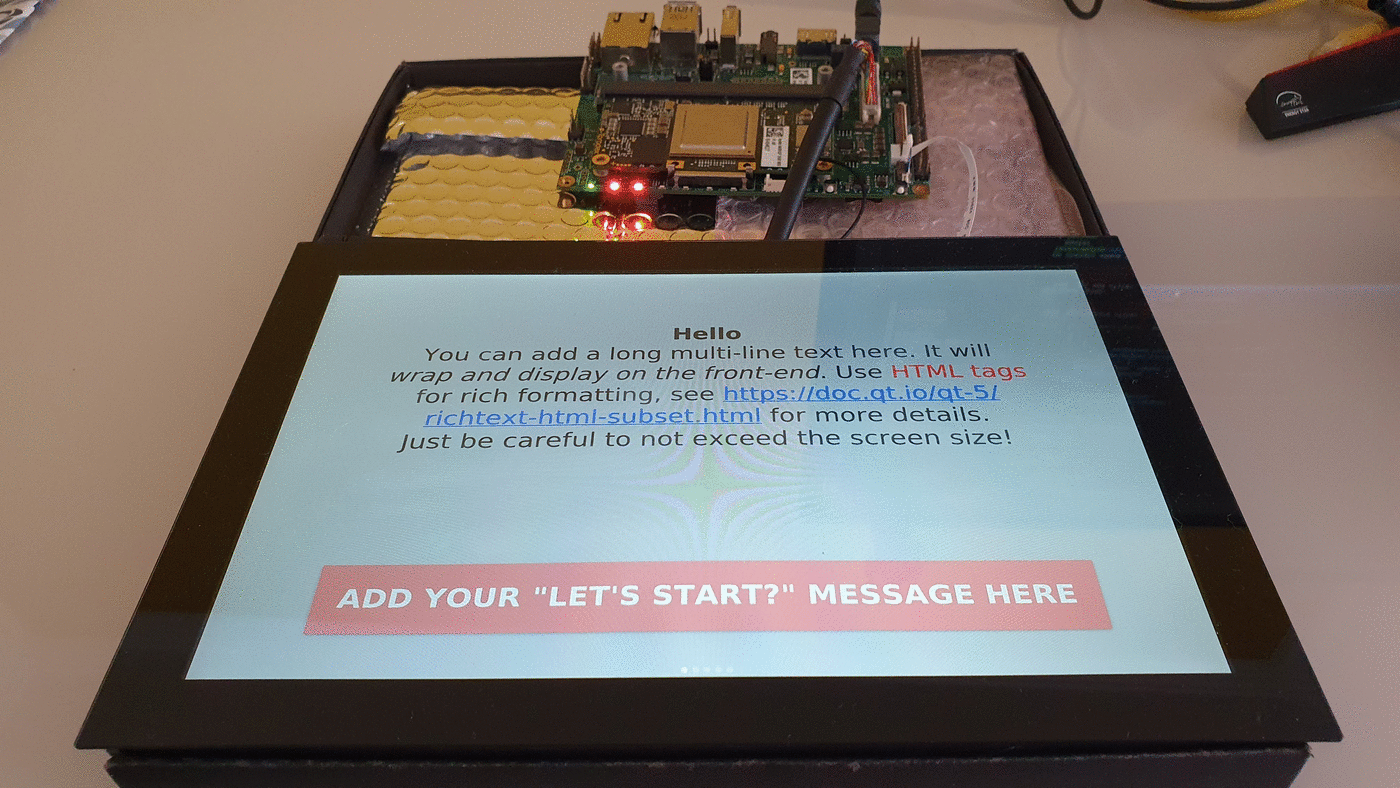 Hello
You can add a long multi-line text here. It will
wrap and display on the front-end. Use HTML tags
for rich formatting, see https://doc.qt.io/qt-5/
richtext-html-subset.html for more details.
Just be careful to not exceed the screen size!
ADD YOUR "LET'S START?" MESSAGE HERE